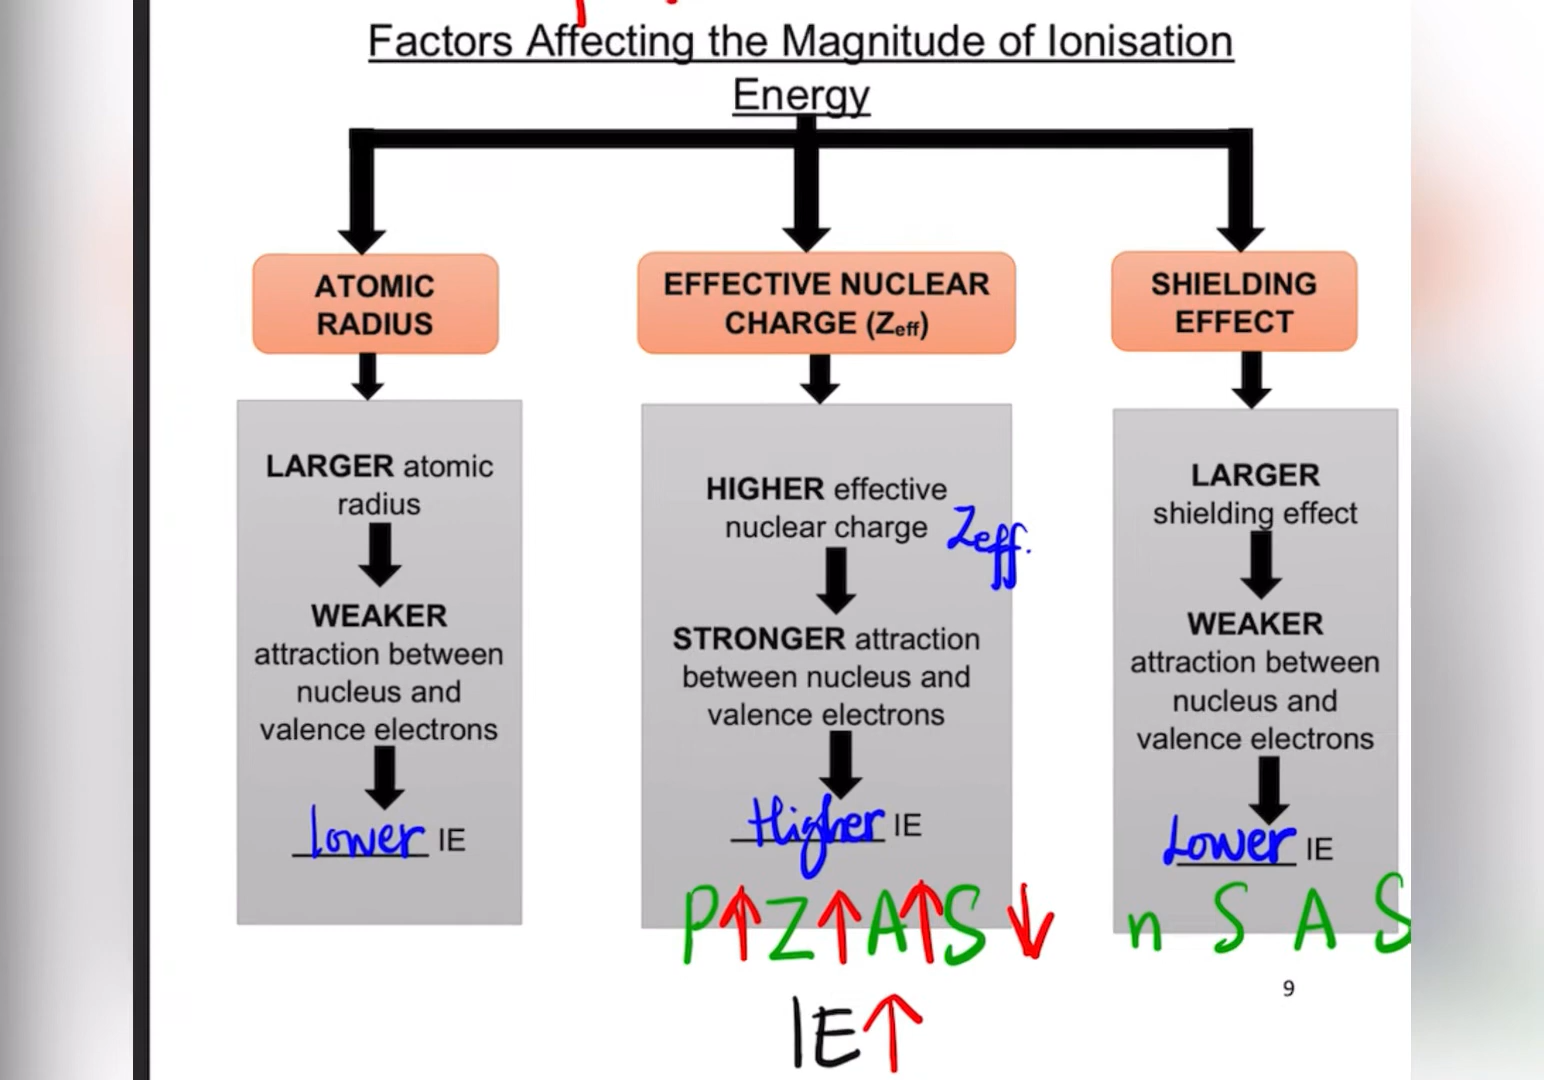 Factors Affecting the Magnitude of Ionisation
Energy
ATOMIC
RADIUS
LARGER atomic
radius
WEAKER
attraction between
nucleus and
valence electrons
lower IE
EFFECTIVE NUCLEAR
CHARGE (Zeff)
HIGHER effective
nuclear charge Zeff.
STRONGER attraction
between nucleus and
valence electrons
Higher IE
P↑Z↑A↑S↓
IE↑
SHIELDING
EFFECT
LARGER
shielding effect
WEAKER
attraction between
nucleus and
valence electrons
Lower IE
n S A S
9